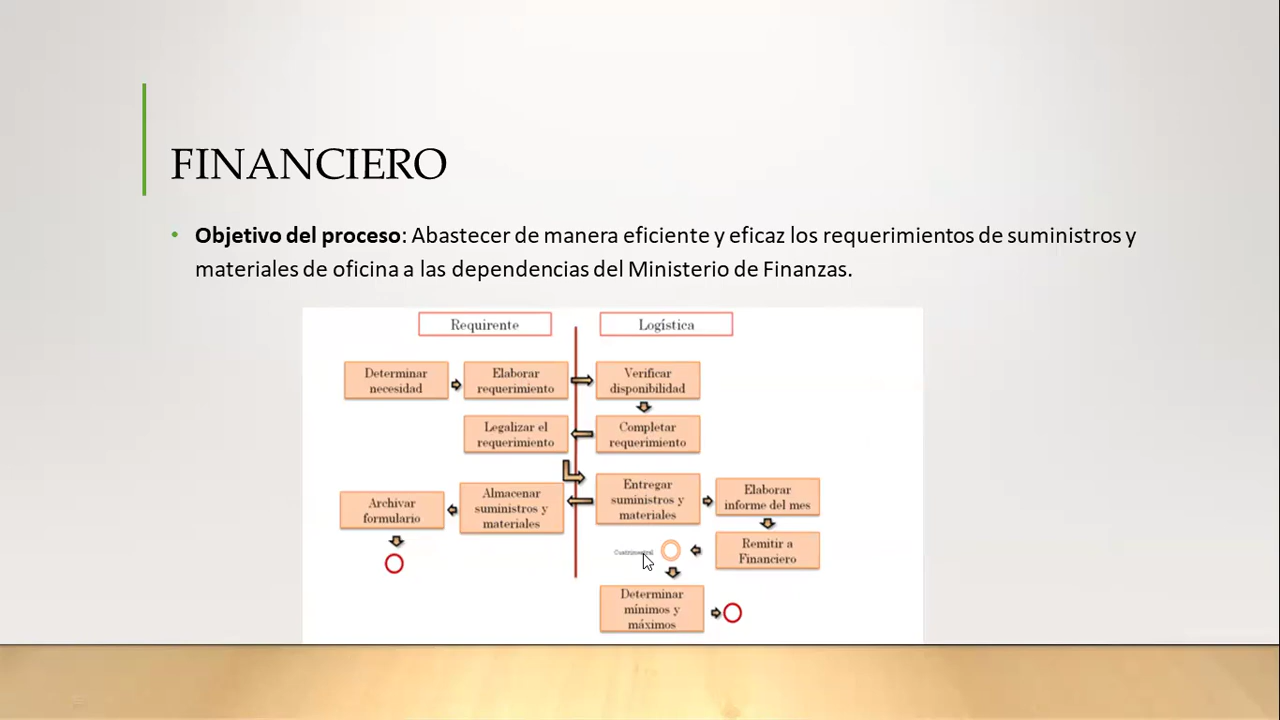 FINANCIERO
• Objetivo del proceso: Abastecer de manera eficiente y eficaz los requerimientos de suministros y
materiales de oficina a las dependencias del Ministerio de Finanzas.
Requirente
Logística
Determinar
necesidad
Elaborar
requerimiento
Verificar
disponibilidad
Legalizar el
requerimiento
Completar
requerimiento
Archivar
formulario
Almacenar
suministros y
materiales
Entregar
suministros y
materiales
Elaborar
informe del mes
Cuatrimestral
Remitir a
Financiero
Determinar
mínimos y
máximos